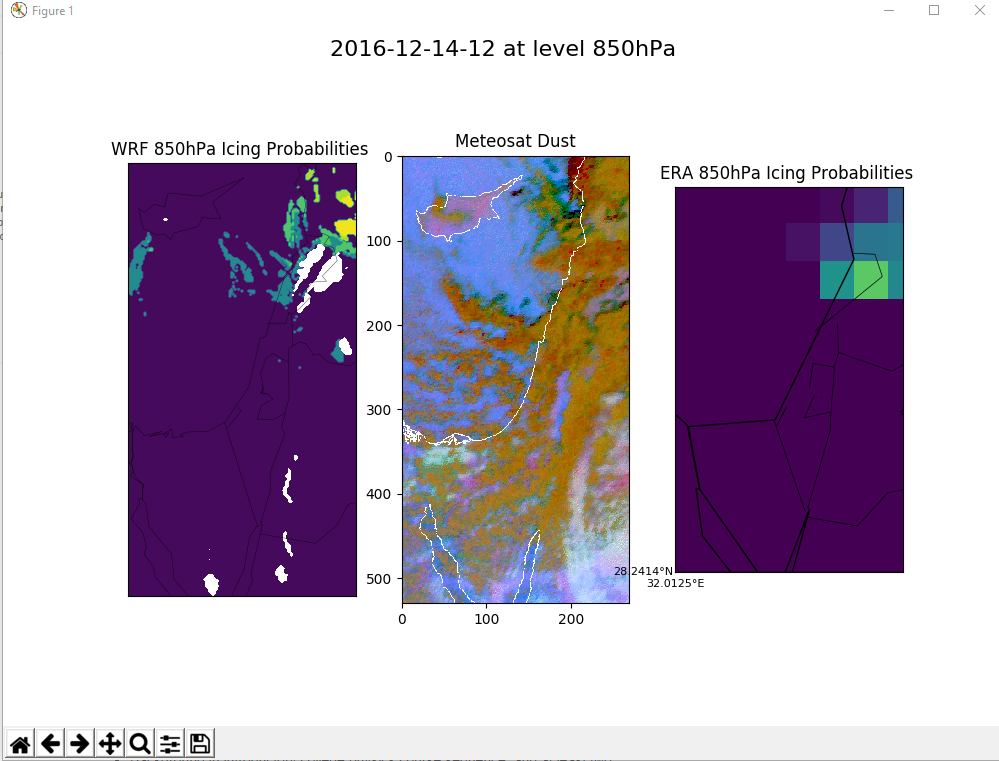 Figure 1
2016-12-14-12 at level 850hPa
WRF 850hPa Icing Probabilities
Meteosat Dust
ERA 850hPa Icing Probabilities
0
100
200
300
400
500
0
100
200
28.2414°N
32.0125°E